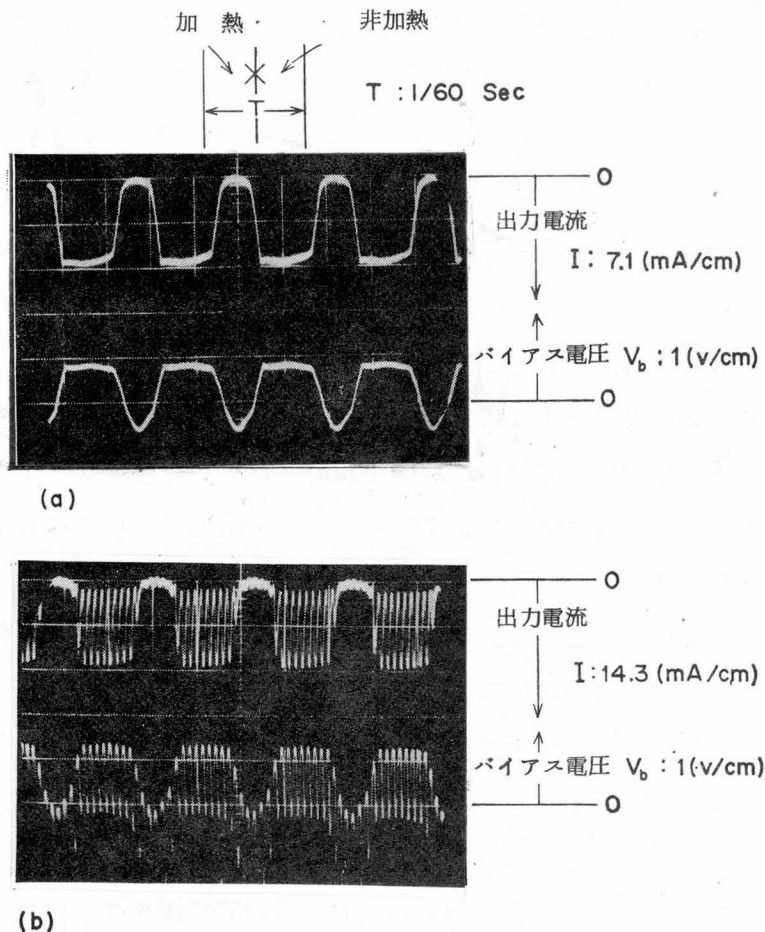 加熱 非加熱
T
T : 1/60 Sec
0
出力電流
I : 7.1 (mA/cm)
バイアス電圧 Vb : 1 (v/cm)
0
(a)
0
出力電流
I : 14.3 (mA/cm)
バイアス電圧 Vb : 1 (v/cm)
0
(b)